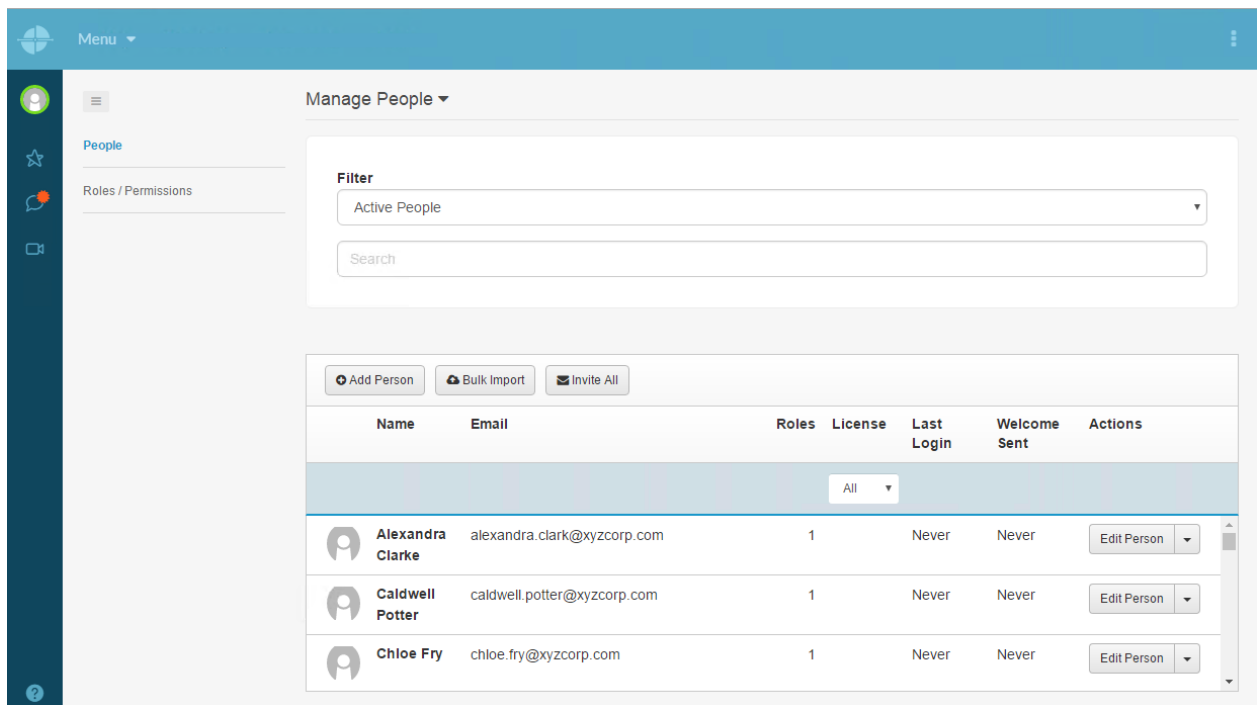 Menu
Manage People
People
Roles / Permissions
Filter
Active People
Search
Add Person Bulk Import Invite All
Name Email Roles License Last Login Welcome Sent Actions
All
Alexandra Clarke alexandra.clark@xyzcorp.com 1 Never Never Edit Person
Caldwell Potter caldwell.potter@xyzcorp.com 1 Never Never Edit Person
Chloe Fry chloe.fry@xyzcorp.com 1 Never Never Edit Person